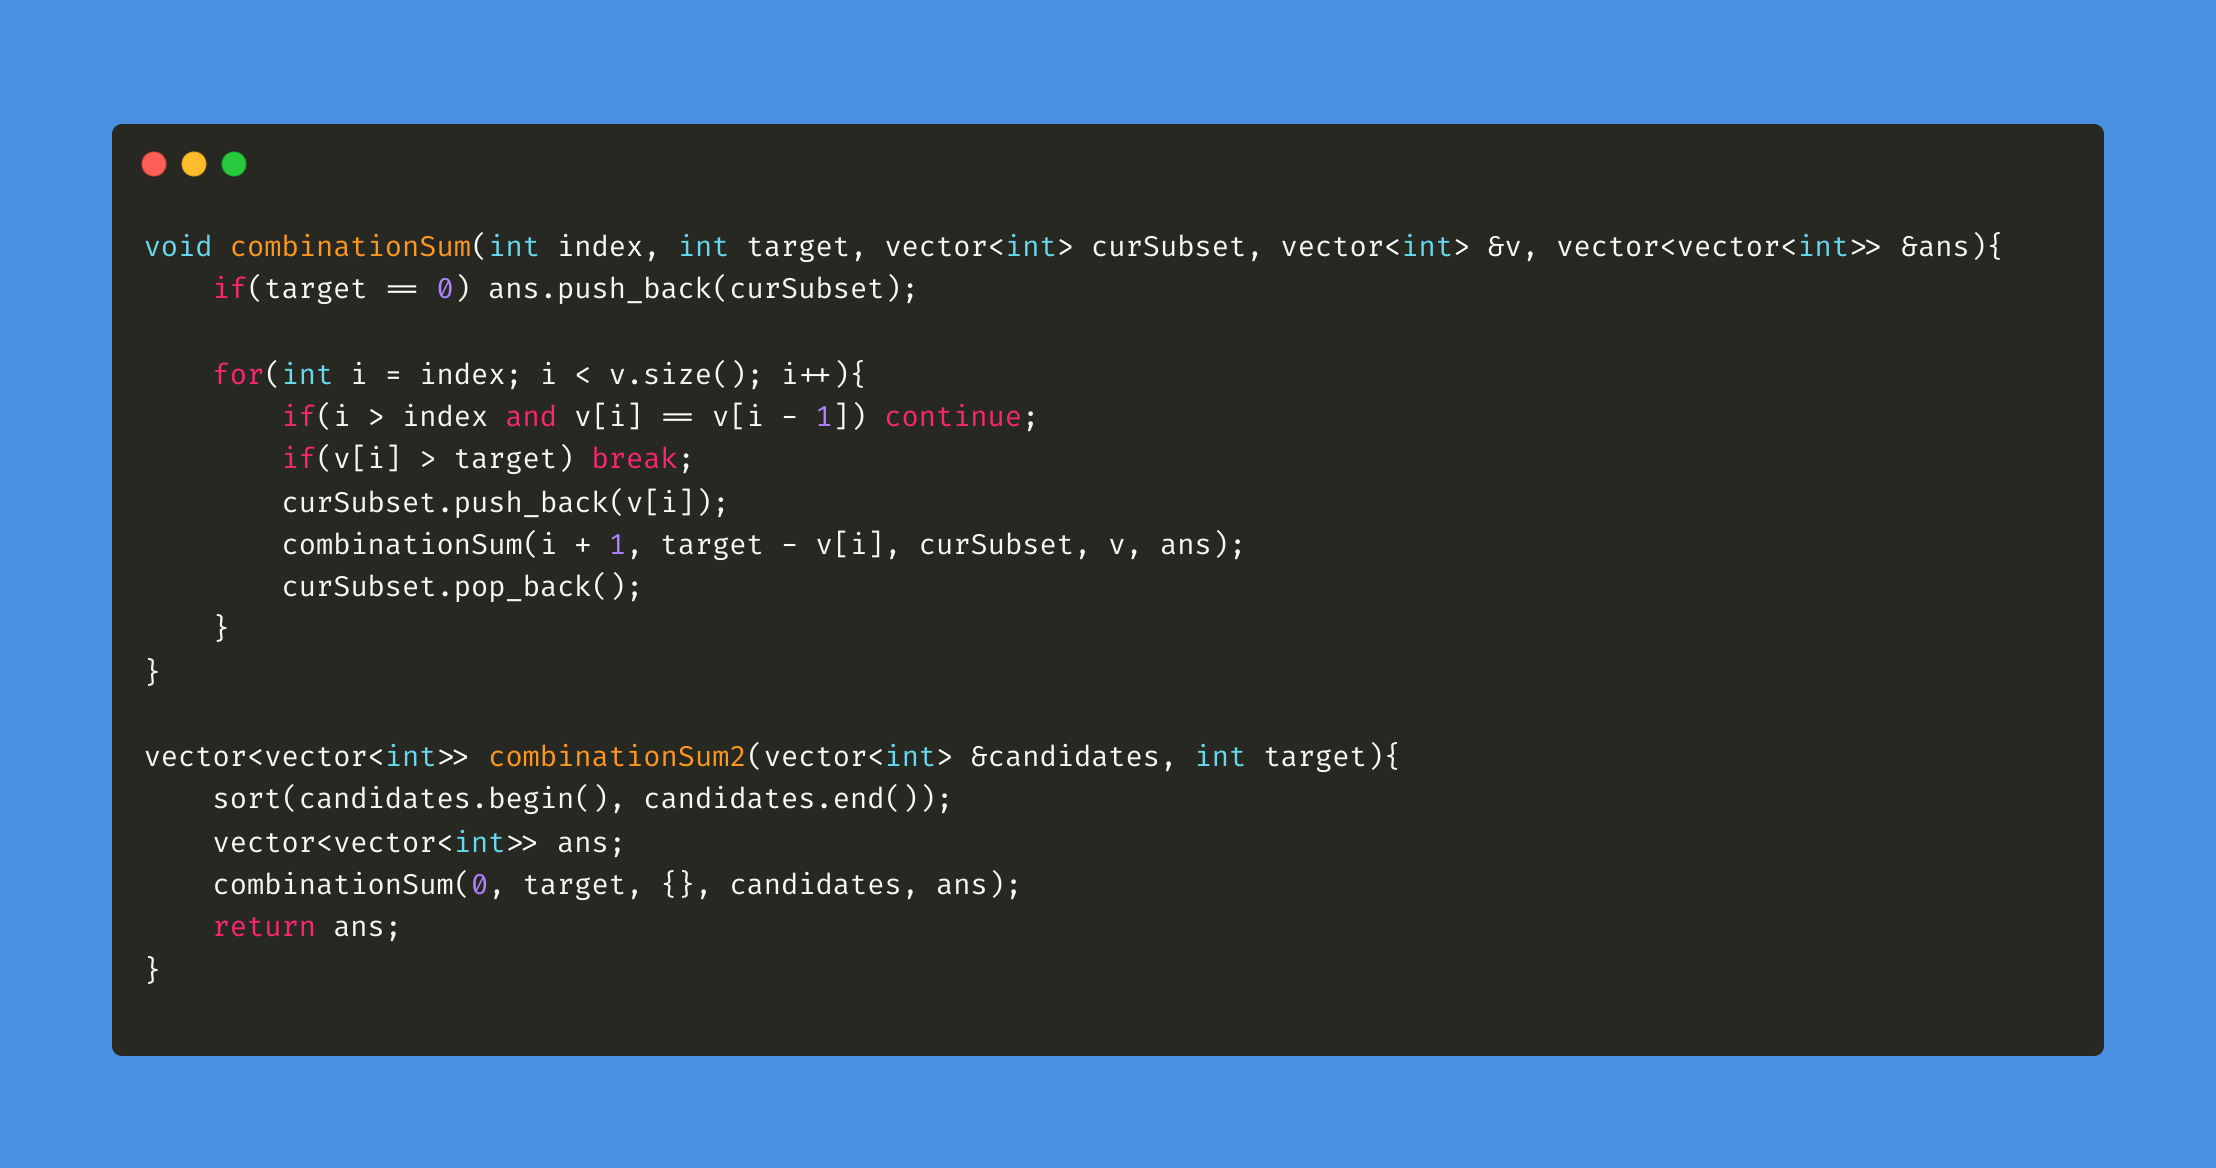 void combinationSum(int index, int target, vector<int> curSubset, vector<int> &v, vector<vector<int>> &ans){
    if(target == 0) ans.push_back(curSubset);

    for(int i = index; i < v.size(); i++){
        if(i > index and v[i] == v[i - 1]) continue;
        if(v[i] > target) break;
        curSubset.push_back(v[i]);
        combinationSum(i + 1, target - v[i], curSubset, v, ans);
        curSubset.pop_back();
    }
}

vector<vector<int>> combinationSum2(vector<int> &candidates, int target){
    sort(candidates.begin(), candidates.end());
    vector<vector<int>> ans;
    combinationSum(0, target, {}, candidates, ans);
    return ans;
}